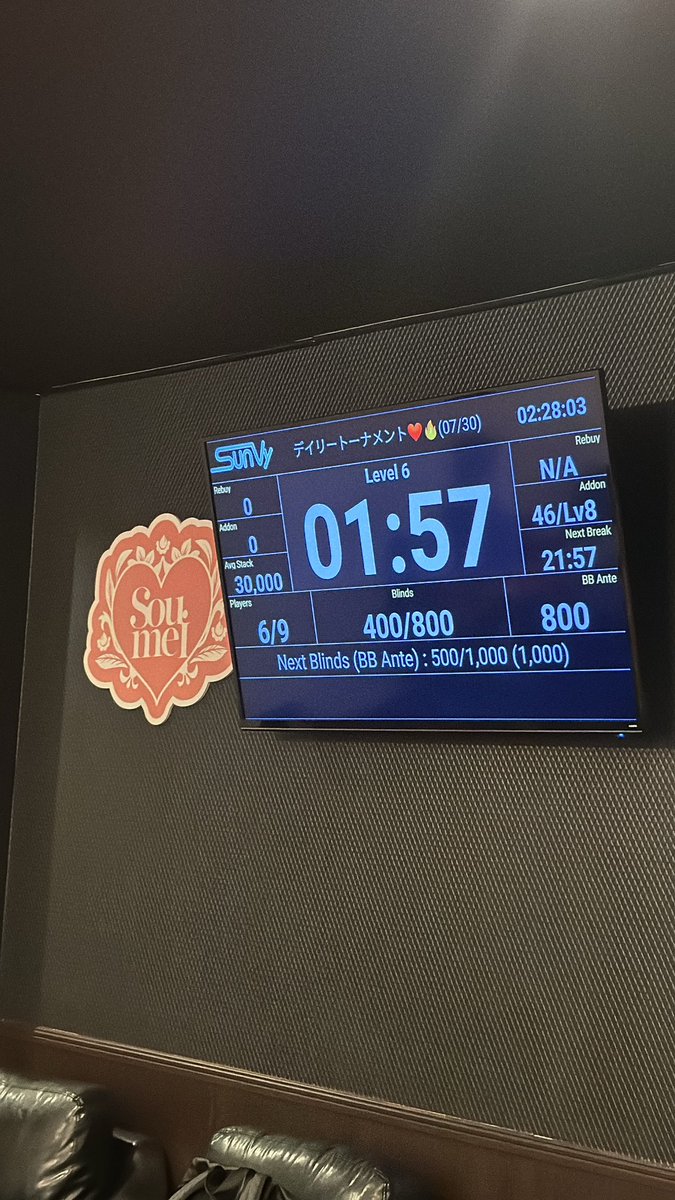 Sou
mei
SunVy
デイリートーナメント❤️🔥(07/30)
02:28:03
Rebuy
0
Addon
0
Avg Stack
30,000
Players
6/9
Level 6
01:57
Blinds
400/800
Rebuy
N/A
Addon
46/Lv8
Next Break
21:57
BB Ante
800
Next Blinds (BB Ante) : 500/1,000 (1,000)